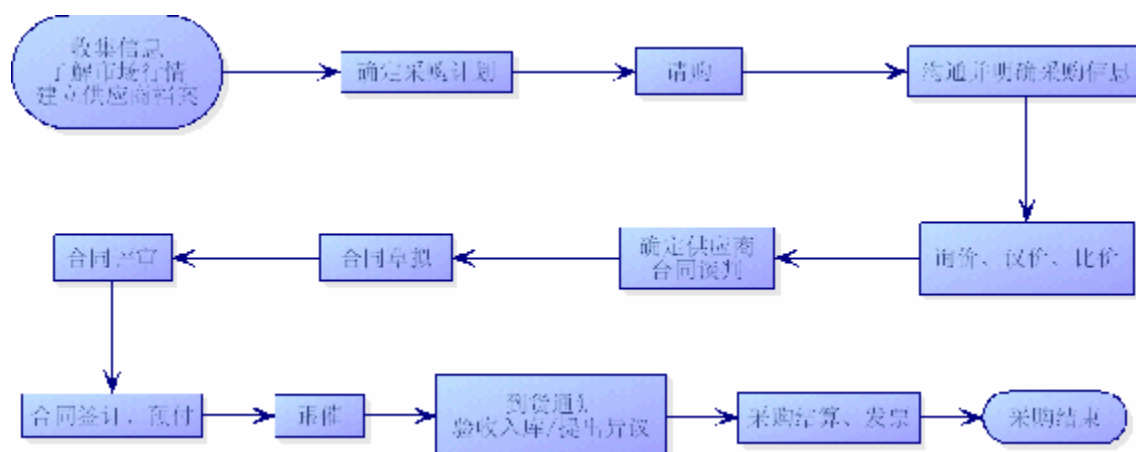 收集信息
了解市场行情
建立供应商档案
确定采购计划
请购
沟通并明确采购信息
询价、议价、比价
确定供应商
合同谈判
合同草拟
合同评审
合同签订、预付
跟催
到货通知
验收入库/提出异议
采购结算、发票
采购结束